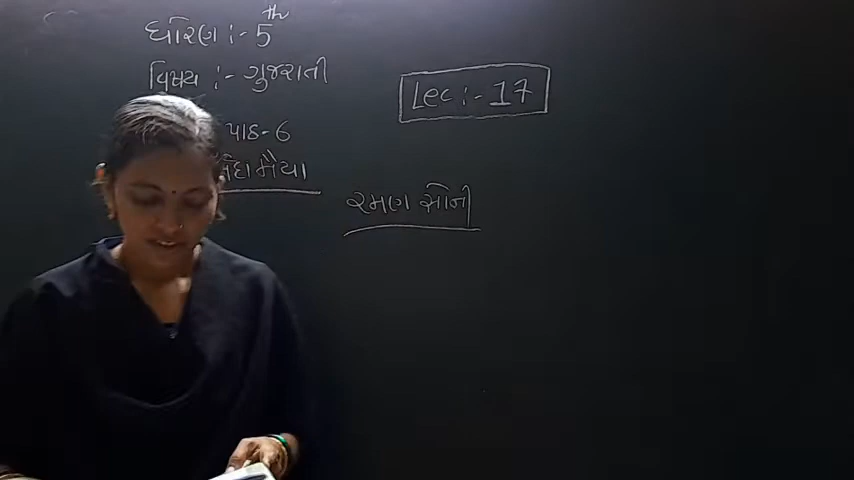 ધોરણ :- 5th
વિષય :- ગુજરાતી
Lec :- 17
પાઠ - 6
મૈયા
રમણ સોની